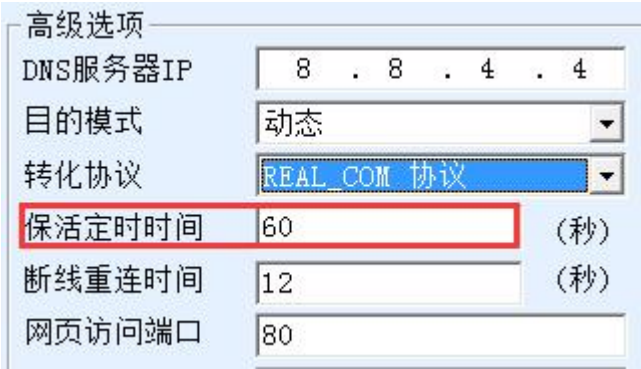 高级选项
DNS服务器IP 8 . 8 . 4 . 4
目的模式 动态
转化协议 REAL_COM 协议
保活定时时间 60 (秒)
断线重连时间 12 (秒)
网页访问端口 80